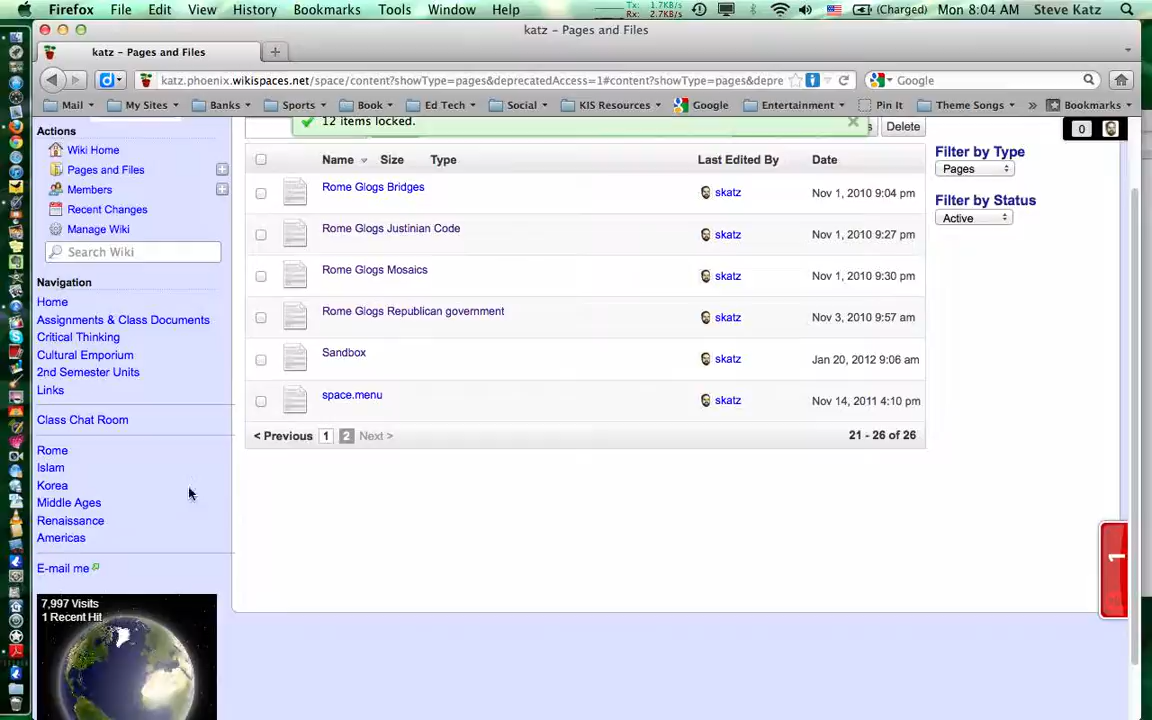 Firefox File Edit View History Bookmarks Tools Window Help Tx: 1.7KB/s Rx: 2.7KB/s (Charged) Mon 8:04 AM Steve Katz
katz – Pages and Files
katz – Pages and Files
katz.phoenix.wikispaces.net/space/content?showType=pages&deprecatedAccess=1#content?showType=pages&depre Google
Mail My Sites Banks Sports Book Ed Tech Social KIS Resources Google Entertainment Pin It Theme Songs » Bookmarks
12 items locked. Delete 0
Actions
Wiki Home
Pages and Files
Members
Recent Changes
Manage Wiki
Search Wiki
Navigation
Home
Assignments & Class Documents
Critical Thinking
Cultural Emporium
2nd Semester Units
Links
Class Chat Room
Rome
Islam
Korea
Middle Ages
Renaissance
Americas
E-mail me
7,997 Visits
1 Recent Hit
Name Size Type Last Edited By Date
Rome Glogs Bridges skatz Nov 1, 2010 9:04 pm
Rome Glogs Justinian Code skatz Nov 1, 2010 9:27 pm
Rome Glogs Mosaics skatz Nov 1, 2010 9:30 pm
Rome Glogs Republican government skatz Nov 3, 2010 9:57 am
Sandbox skatz Jan 20, 2012 9:06 am
space.menu skatz Nov 14, 2011 4:10 pm
< Previous 1 2 Next > 21 - 26 of 26
Filter by Type
Pages
Filter by Status
Active
1